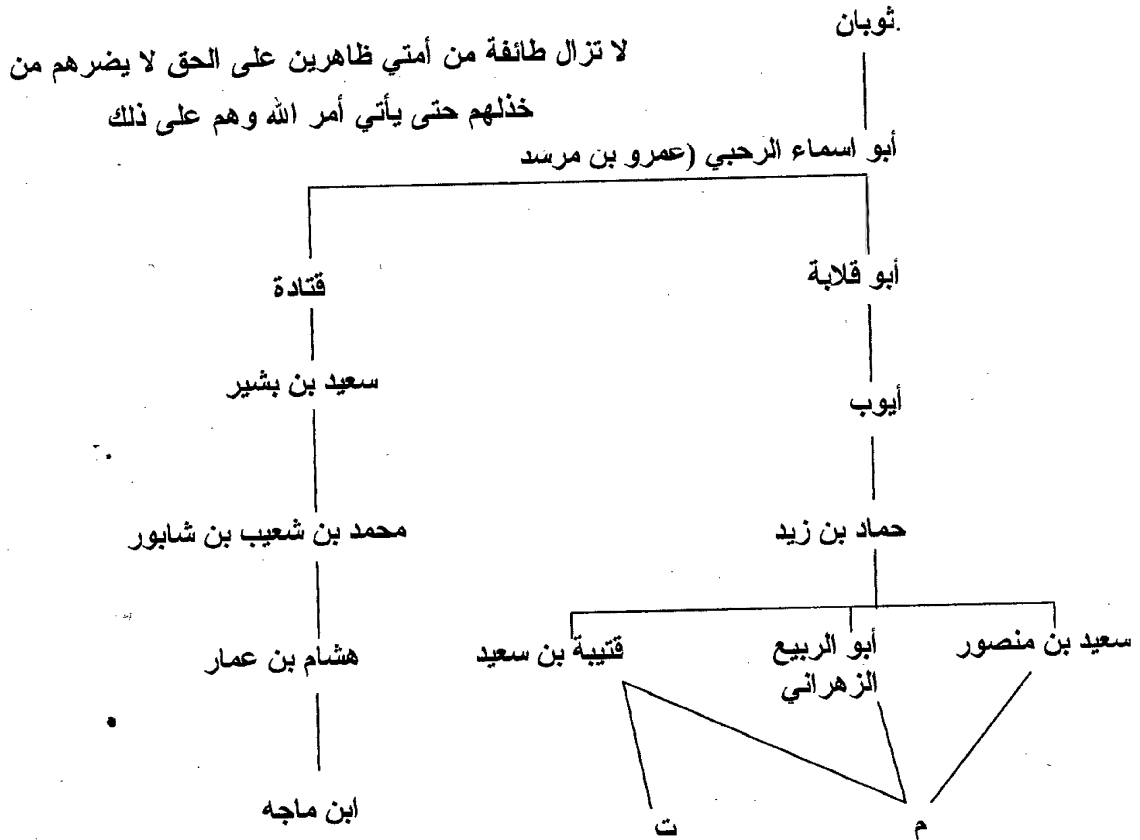 ثوبان
لا تزال طائفة من أمتي ظاهرين على الحق لا يضرهم من
خذلهم حتى يأتي أمر الله وهم على ذلك
أبو اسماء الرحبي (عمرو بن مرسد
أبو قلابة
قتادة
أيوب
سعيد بن بشير
حماد بن زيد
محمد بن شعيب بن شابور
سعيد بن منصور
أبو الربيع
الزهراني
قتيبة بن سعيد
هشام بن عمار
م
ت
ابن ماجه